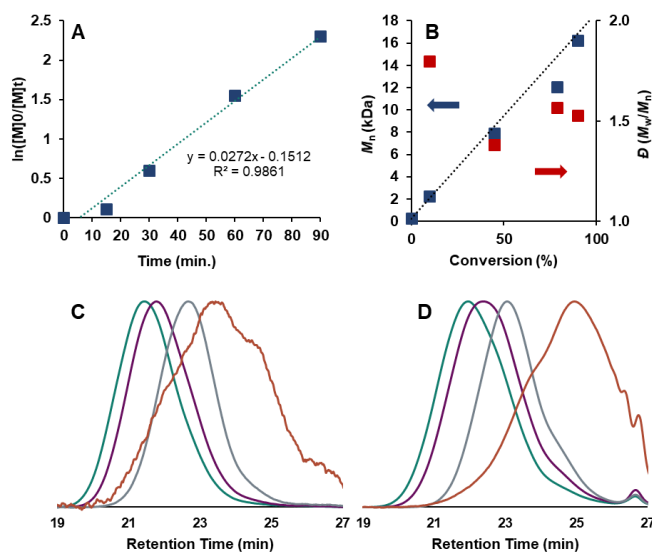 A
ln([M]0/[M]t)
2.5
2
1.5
1
0.5
0
y = 0.0272x - 0.1512
R² = 0.9861
0 10 20 30 40 50 60 70 80 90
Time (min.)
B
Mn (kDa)
18
16
14
12
10
8
6
4
2
0
2.0
1.5
1.0
Đ (Mw/Mn)
0 50 100
Conversion (%)
C
19 21 23 25 27
Retention Time (min)
D
19 21 23 25 27
Retention Time (min)